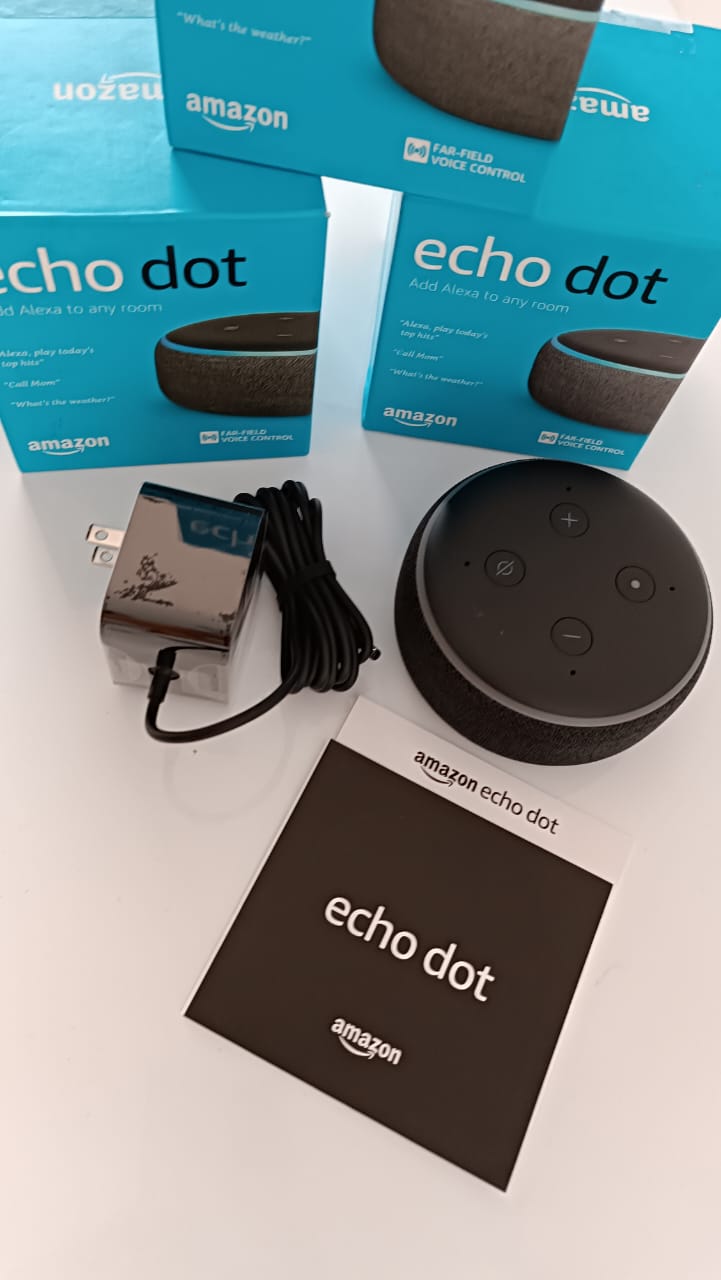 "What's the weather?"
amazon
FAR-FIELD
VOICE CONTROL
amazon
amazon
echo dot
Add Alexa to any room
Alexa, play today's
top hits"
"Call Mom"
"What's the weather?"
amazon
FAR-FIELD
VOICE CONTROL
echo dot
Add Alexa to any room
"Alexa, play today's
top hits"
"Call Mom"
"What's the weather?"
amazon
FAR-FIELD
VOICE CONTROL
amazon echo dot
echo dot
amazon